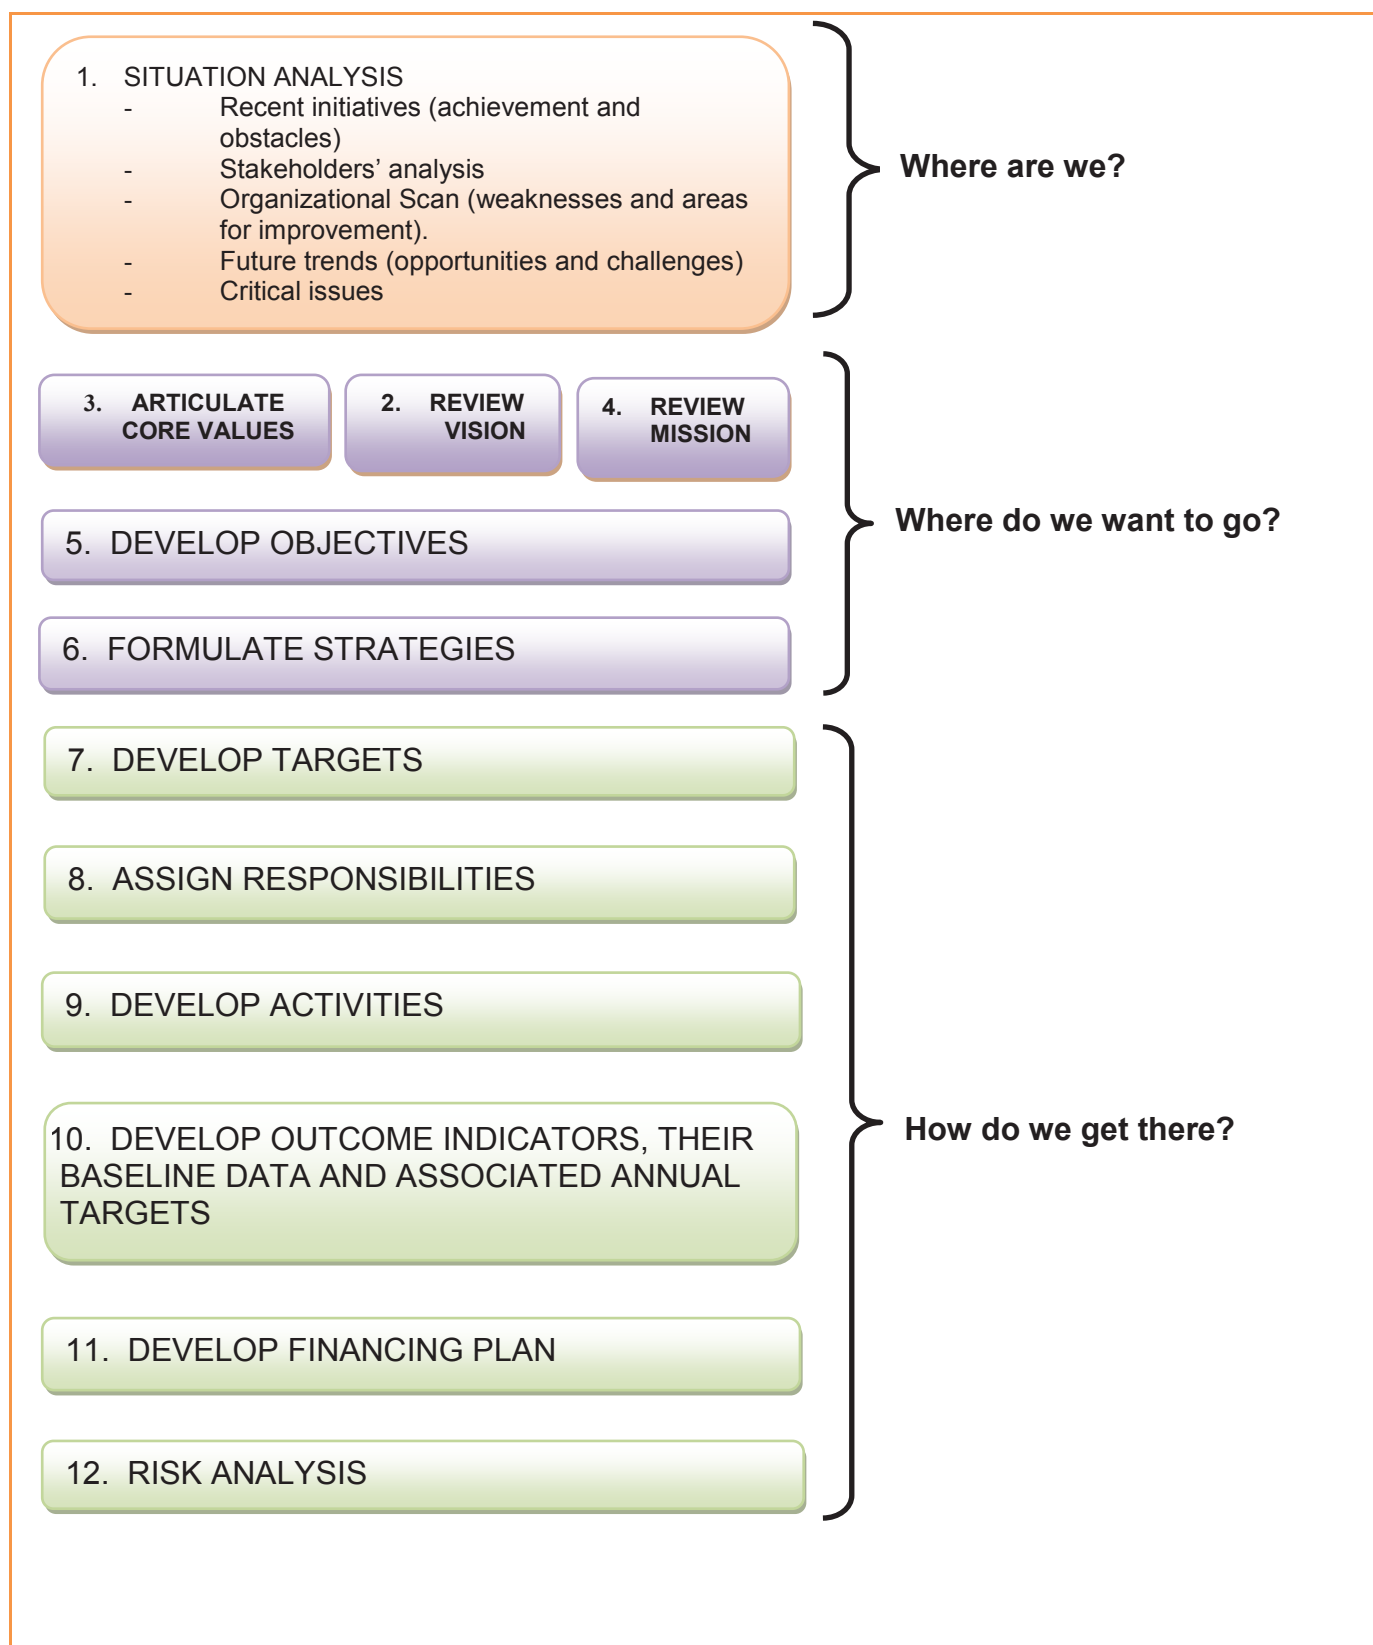 1. SITUATION ANALYSIS
- Recent initiatives (achievement and
obstacles)
- Stakeholders’ analysis
- Organizational Scan (weaknesses and areas
for improvement).
- Future trends (opportunities and challenges)
- Critical issues
Where are we?
3. ARTICULATE
CORE VALUES
2. REVIEW
VISION
4. REVIEW
MISSION
5. DEVELOP OBJECTIVES
6. FORMULATE STRATEGIES
Where do we want to go?
7. DEVELOP TARGETS
8. ASSIGN RESPONSIBILITIES
9. DEVELOP ACTIVITIES
10. DEVELOP OUTCOME INDICATORS, THEIR
BASELINE DATA AND ASSOCIATED ANNUAL
TARGETS
11. DEVELOP FINANCING PLAN
12. RISK ANALYSIS
How do we get there?